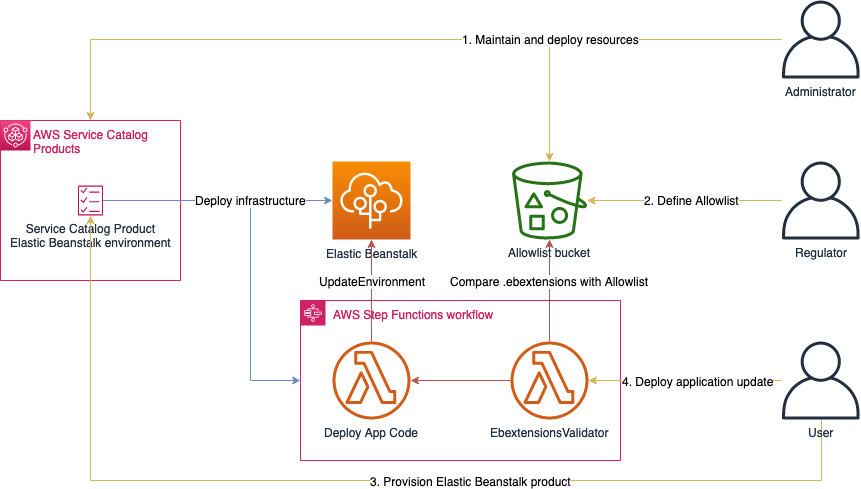 1. Maintain and deploy resources
Administrator
AWS Service Catalog
Products
Deploy infrastructure
2. Define Allowlist
Service Catalog Product
Elastic Beanstalk environment
Elastic Beanstalk
Allowlist bucket
Regulator
UpdateEnvironment
Compare .ebextensions with Allowlist
AWS Step Functions workflow
4. Deploy application update
Deploy App Code
EbextensionsValidator
User
3. Provision Elastic Beanstalk product